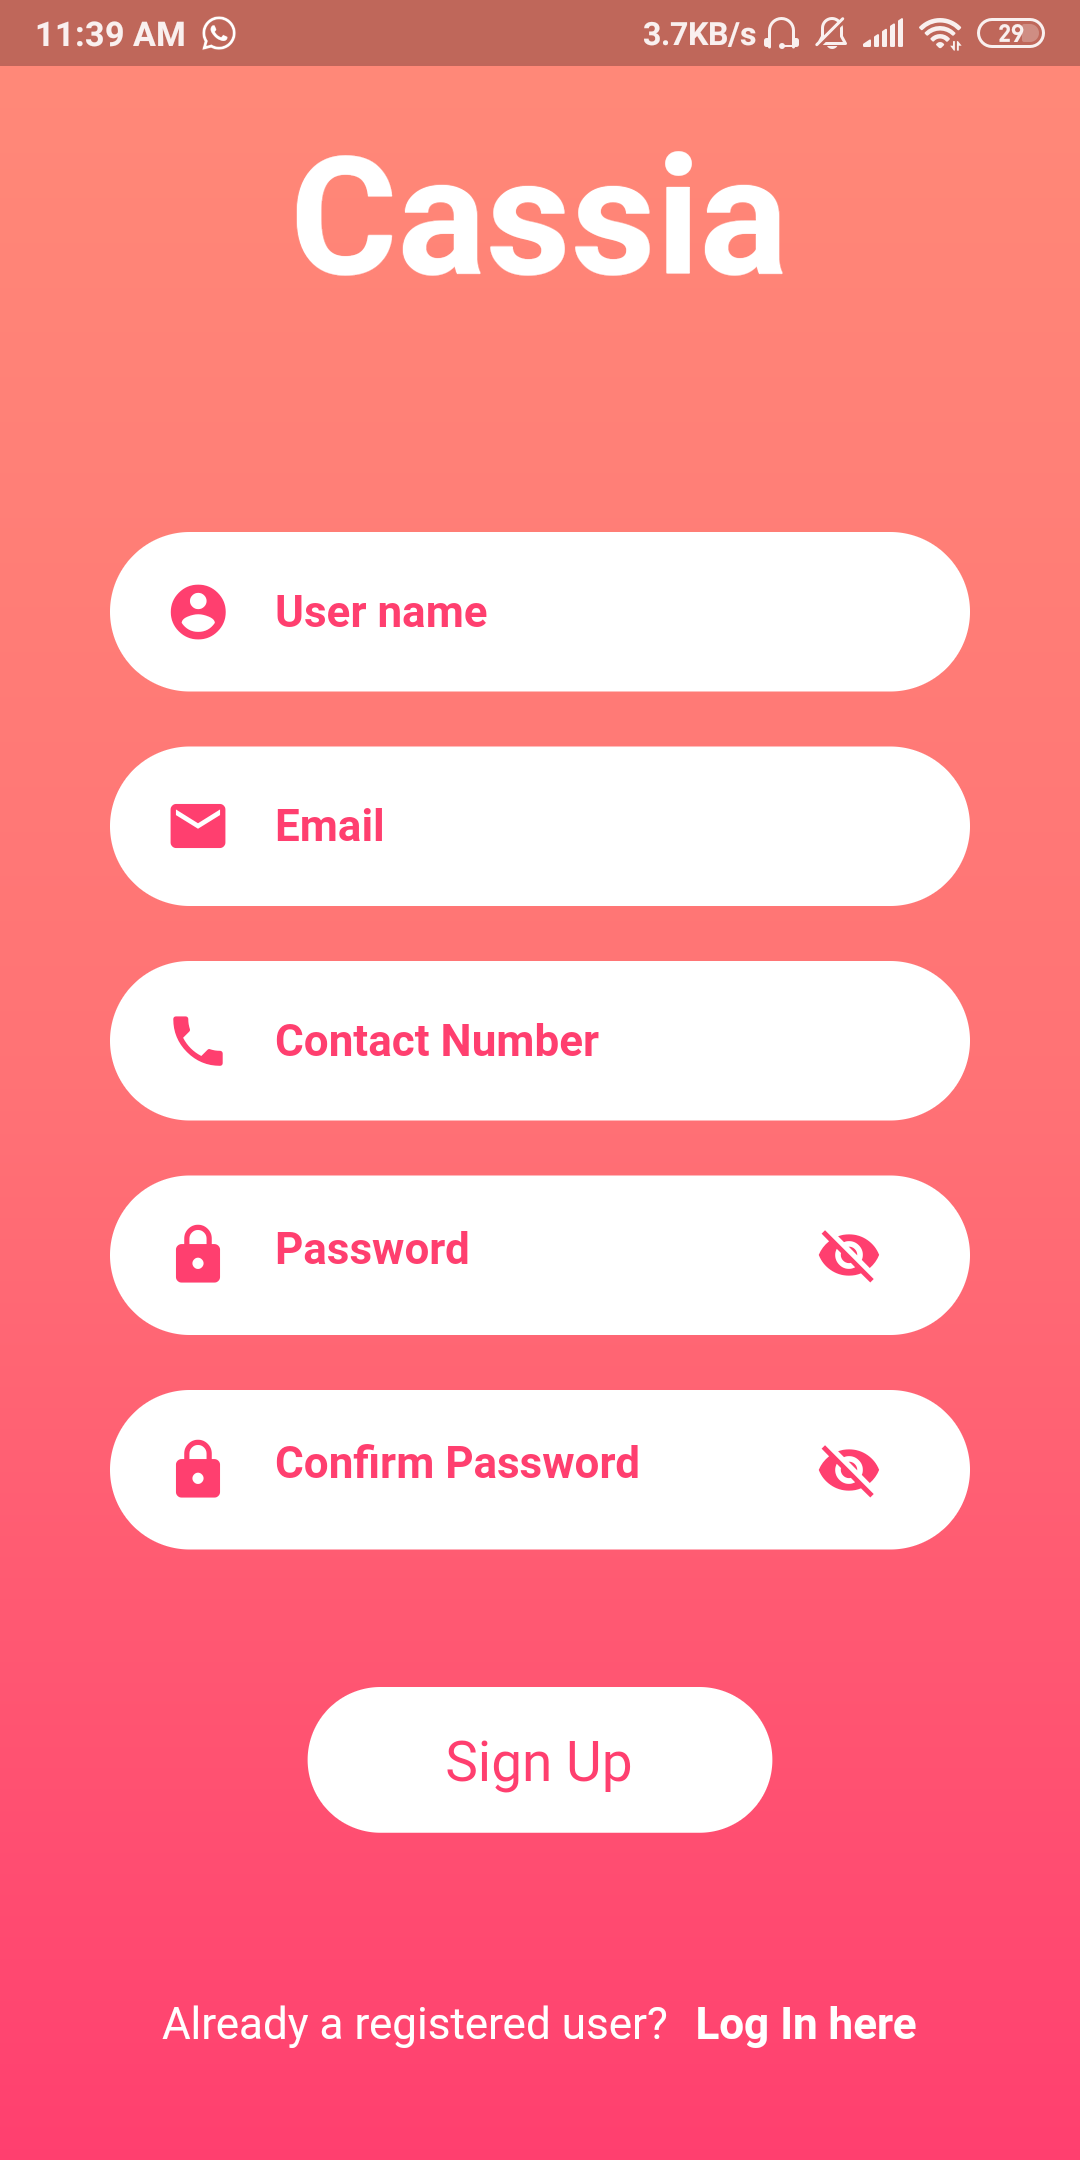 11:39 AM 3.7KB/s 29
Cassia
User name
Email
Contact Number
Password
Confirm Password
Sign Up
Already a registered user? Log In here